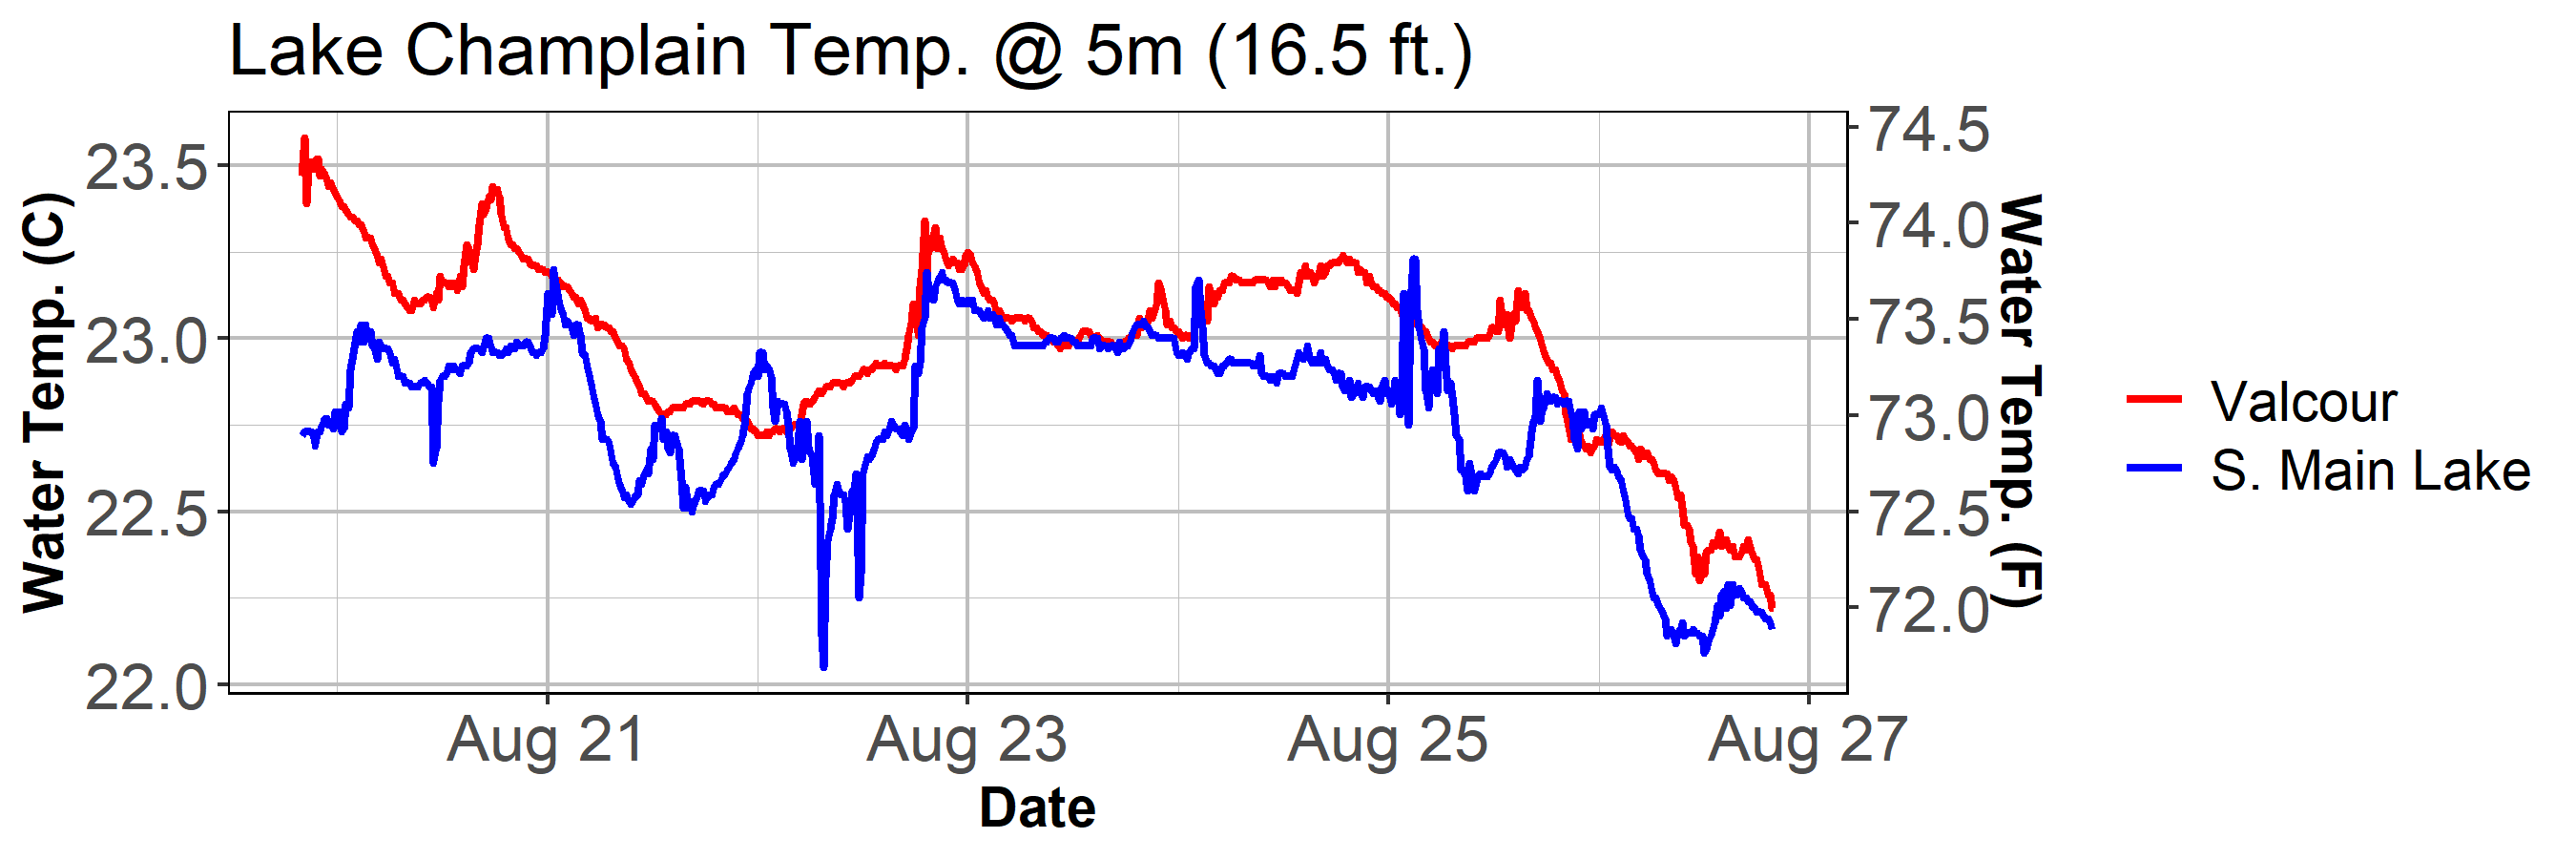 Lake Champlain Temp. @ 5m (16.5 ft.)
Water Temp. (C)
23.5
23.0
22.5
22.0
74.5
74.0
73.5
73.0
72.5
72.0
Water Temp. (F)
Aug 21
Aug 23
Aug 25
Aug 27
Date
Valcour
S. Main Lake